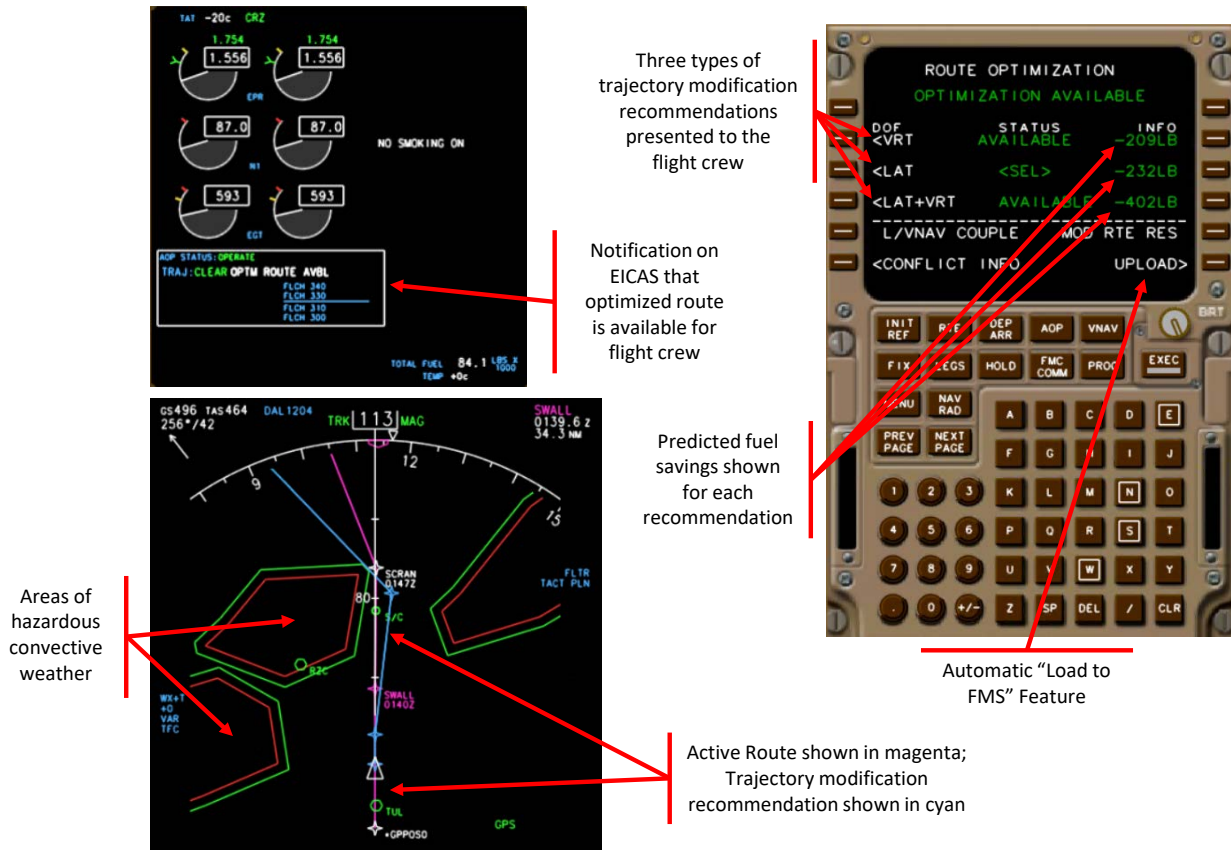 TAT -20c CRZ
1.754 1.754
1.556 1.556
EPR
87.0 87.0
N1
NO SMOKING ON
593 593
EGT
AOP STATUS:OPERATE
TRAJ:CLEAR OPTM ROUTE AVBL
FLCH 340
FLCH 330
FLCH 310
FLCH 300
TOTAL FUEL 84.1 LBS X 1000
TEMP +0c
Notification on
EICAS that
optimized route
is available for
flight crew
Three types of
trajectory modification
recommendations
presented to the
flight crew
Predicted fuel
savings shown
for each
recommendation
ROUTE OPTIMIZATION
OPTIMIZATION AVAILABLE
DOF STATUS INFO
<VRT AVAILABLE -209LB
<LAT <SEL> -232LB
<LAT+VRT AVAILABLE -402LB
L/VNAV COUPLE MOD RTE RES
<CONFLICT INFO UPLOAD>
BRT
INIT REF RTE DEP ARR AOP VNAV
FIX LEGS HOLD FMC COMM PROG EXEC
MENU NAV RAD
PREV PAGE NEXT PAGE
A B C D E
F G H I J
1 2 3 K L M N O
4 5 6 P Q R S T
7 8 9 U V W X Y
. 0 +/- Z SP DEL / CLR
Automatic “Load to
FMS” Feature
GS496 TAS464 DAL1204
256°/42
TRK 113 MAG
SWALL
0139.6 Z
34.3 NM
9 12 15
SCRAN
0147Z
80
S/C
FLTR
TACT PLN
RZC
SWALL
0140Z
WX+T
+0
VAR
TFC
TUL
GPPOSO
GPS
Areas of
hazardous
convective
weather
Active Route shown in magenta;
Trajectory modification
recommendation shown in cyan